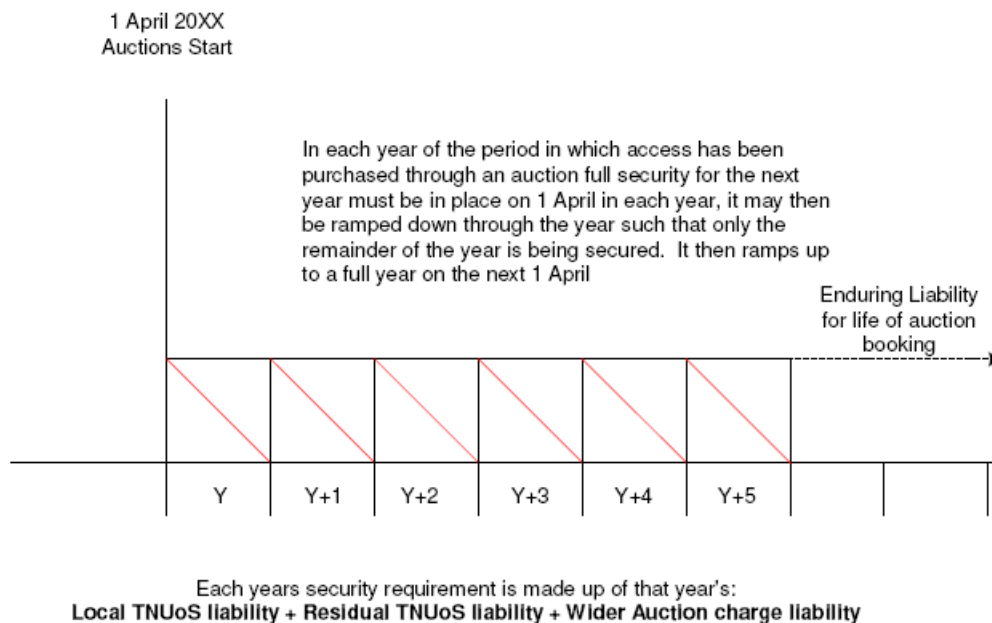 1 April 20XX
Auctions Start
In each year of the period in which access has been
purchased through an auction full security for the next
year must be in place on 1 April in each year, it may then
be ramped down through the year such that only the
remainder of the year is being secured.  It then ramps up
to a full year on the next 1 April
Enduring Liability
for life of auction
booking
Y Y+1 Y+2 Y+3 Y+4 Y+5
Each years security requirement is made up of that year's:
Local TNUoS liability + Residual TNUoS liability + Wider Auction charge liability